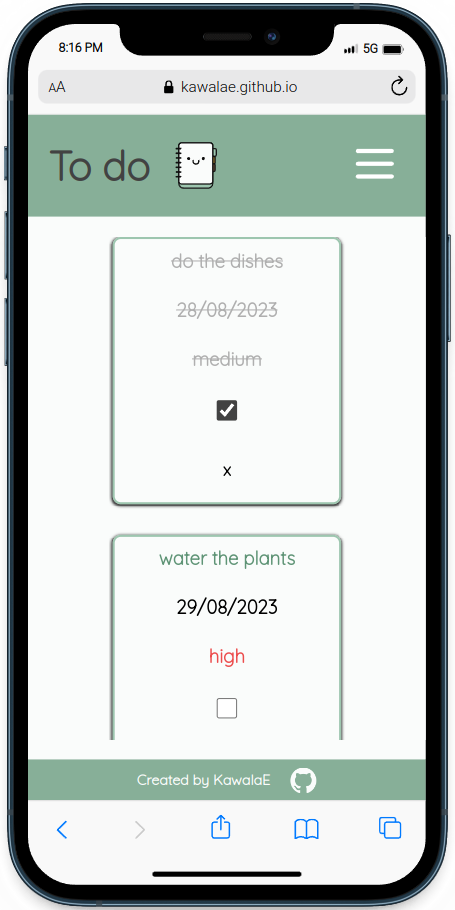 8:16 PM
5G
AA
kawalae.github.io
To do
do the dishes
28/08/2023
medium
x
water the plants
29/08/2023
high
Created by KawalaE